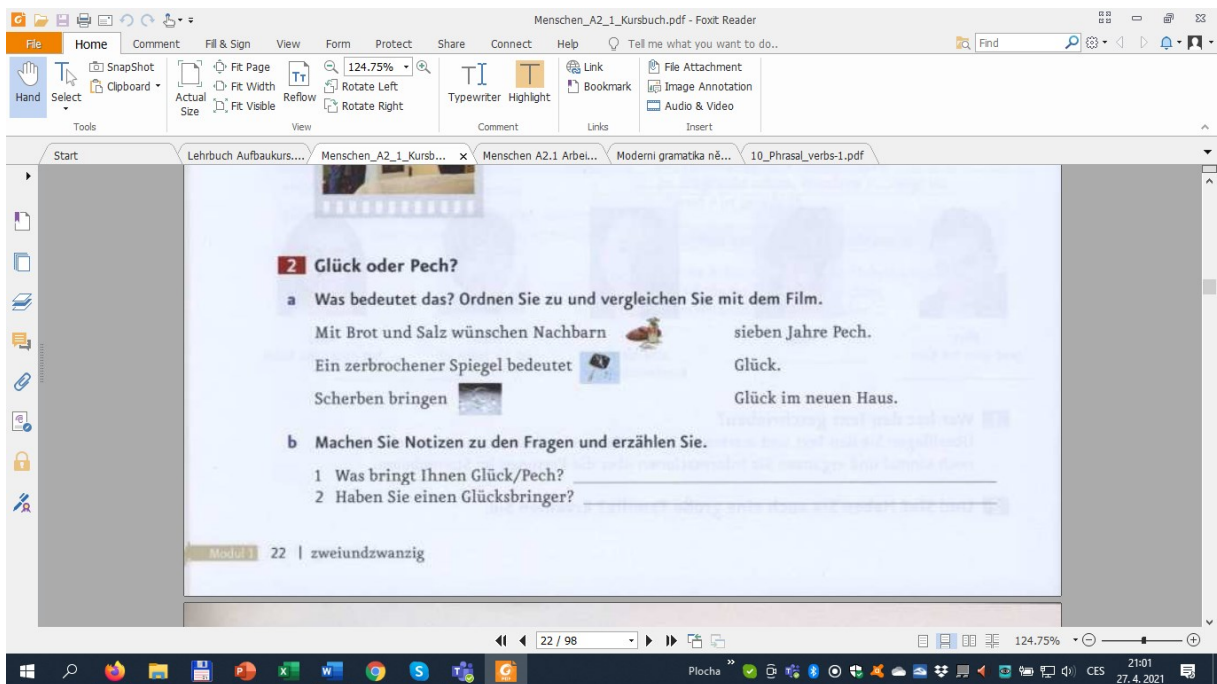 Menschen_A2_1_Kursbuch.pdf - Foxit Reader
File Home Comment Fill & Sign View Form Protect Share Connect Help Tell me what you want to do.. Find
Hand
Select
SnapShot
Clipboard
Actual Size
Fit Page
Fit Width
Fit Visible
Reflow
124.75%
Rotate Left
Rotate Right
Typewriter
Highlight
Link
Bookmark
File Attachment
Image Annotation
Audio & Video
Tools View Comment Links Insert
Start Lehrbuch Aufbaukurs.... Menschen_A2_1_Kursb... x Menschen A2.1 Arbei... Moderni gramatika ně... 10_Phrasal_verbs-1.pdf
2 Glück oder Pech?
a Was bedeutet das? Ordnen Sie zu und vergleichen Sie mit dem Film.
Mit Brot und Salz wünschen Nachbarn sieben Jahre Pech.
Ein zerbrochener Spiegel bedeutet Glück.
Scherben bringen Glück im neuen Haus.
b Machen Sie Notizen zu den Fragen und erzählen Sie.
1 Was bringt Ihnen Glück/Pech?
2 Haben Sie einen Glücksbringer?
Modul 1 22 | zweiundzwanzig
22 / 98 124.75%
Plocha CES 21:01
27. 4. 2021